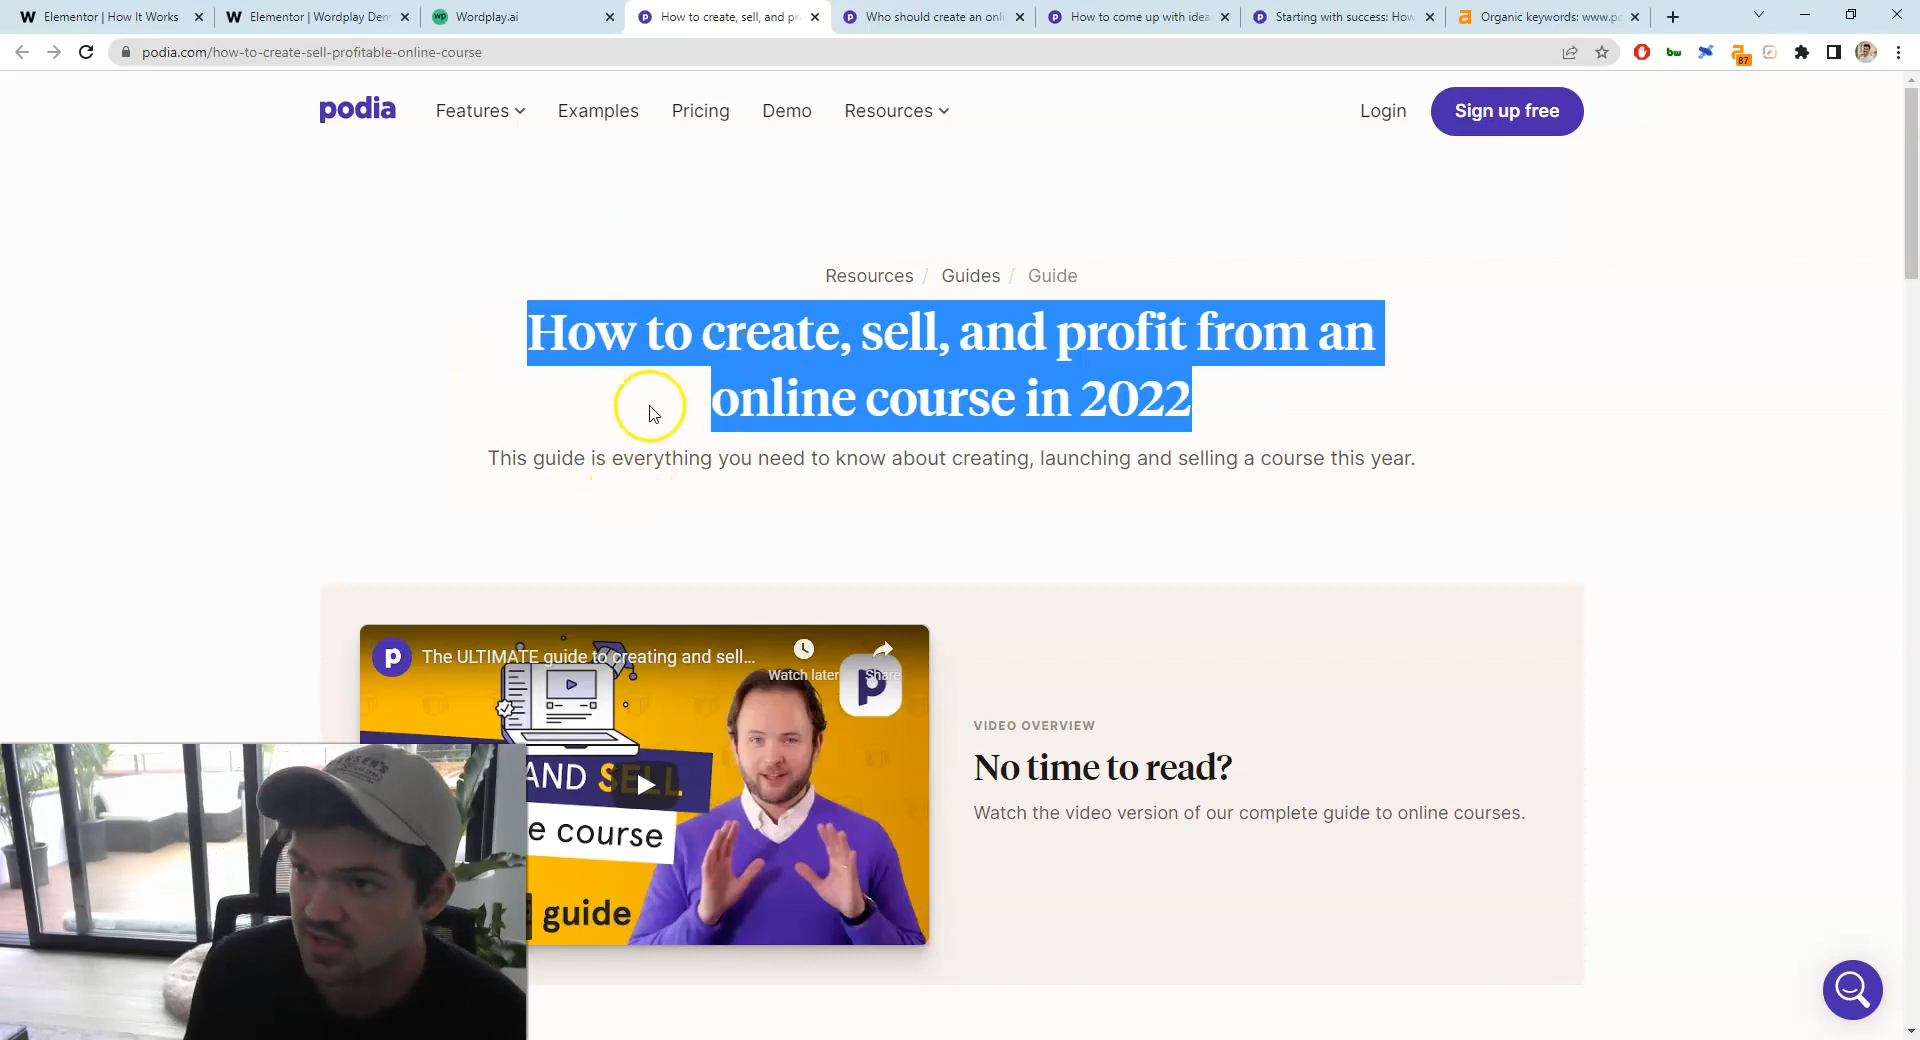 Elementor | How It Works
Elementor | Wordplay Den
Wordplay.ai
How to create, sell, and pr
Who should create an onli
How to come up with idea
Starting with success: How
Organic keywords: www.po
podia.com/how-to-create-sell-profitable-online-course
bw
87
podia
Features
Examples
Pricing
Demo
Resources
Login
Sign up free
Resources / Guides / Guide
How to create, sell, and profit from an
online course in 2022
This guide is everything you need to know about creating, launching and selling a course this year.
The ULTIMATE guide to creating and sell...
Watch later
Share
AND SELL
e course
guide
VIDEO OVERVIEW
No time to read?
Watch the video version of our complete guide to online courses.